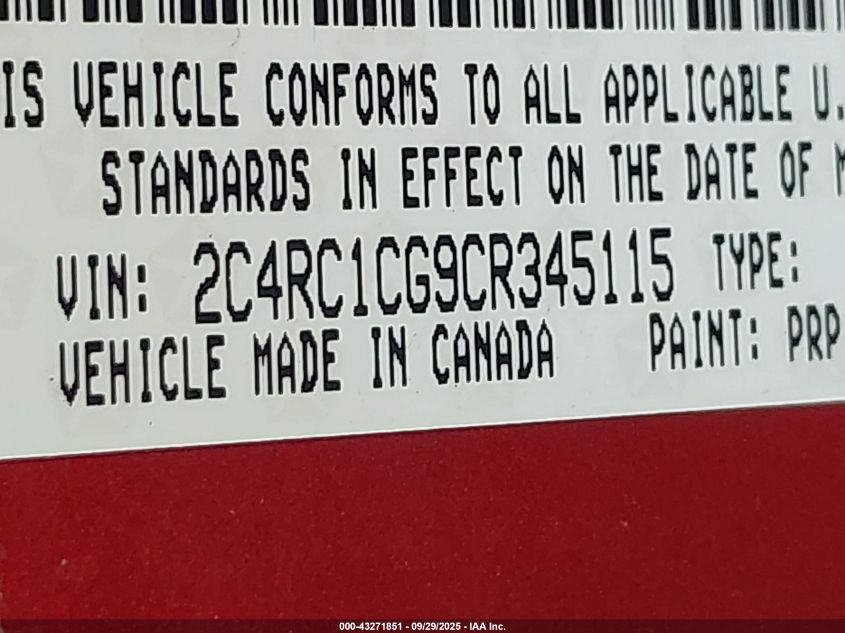 IS VEHICLE CONFORMS TO ALL APPLICABLE U.
STANDARDS IN EFFECT ON THE DATE OF M
VIN: 2C4RC1CG9CR345115 TYPE:
VEHICLE MADE IN CANADA PAINT: PRP
000-43271851 - 09/29/2025 - IAA Inc.